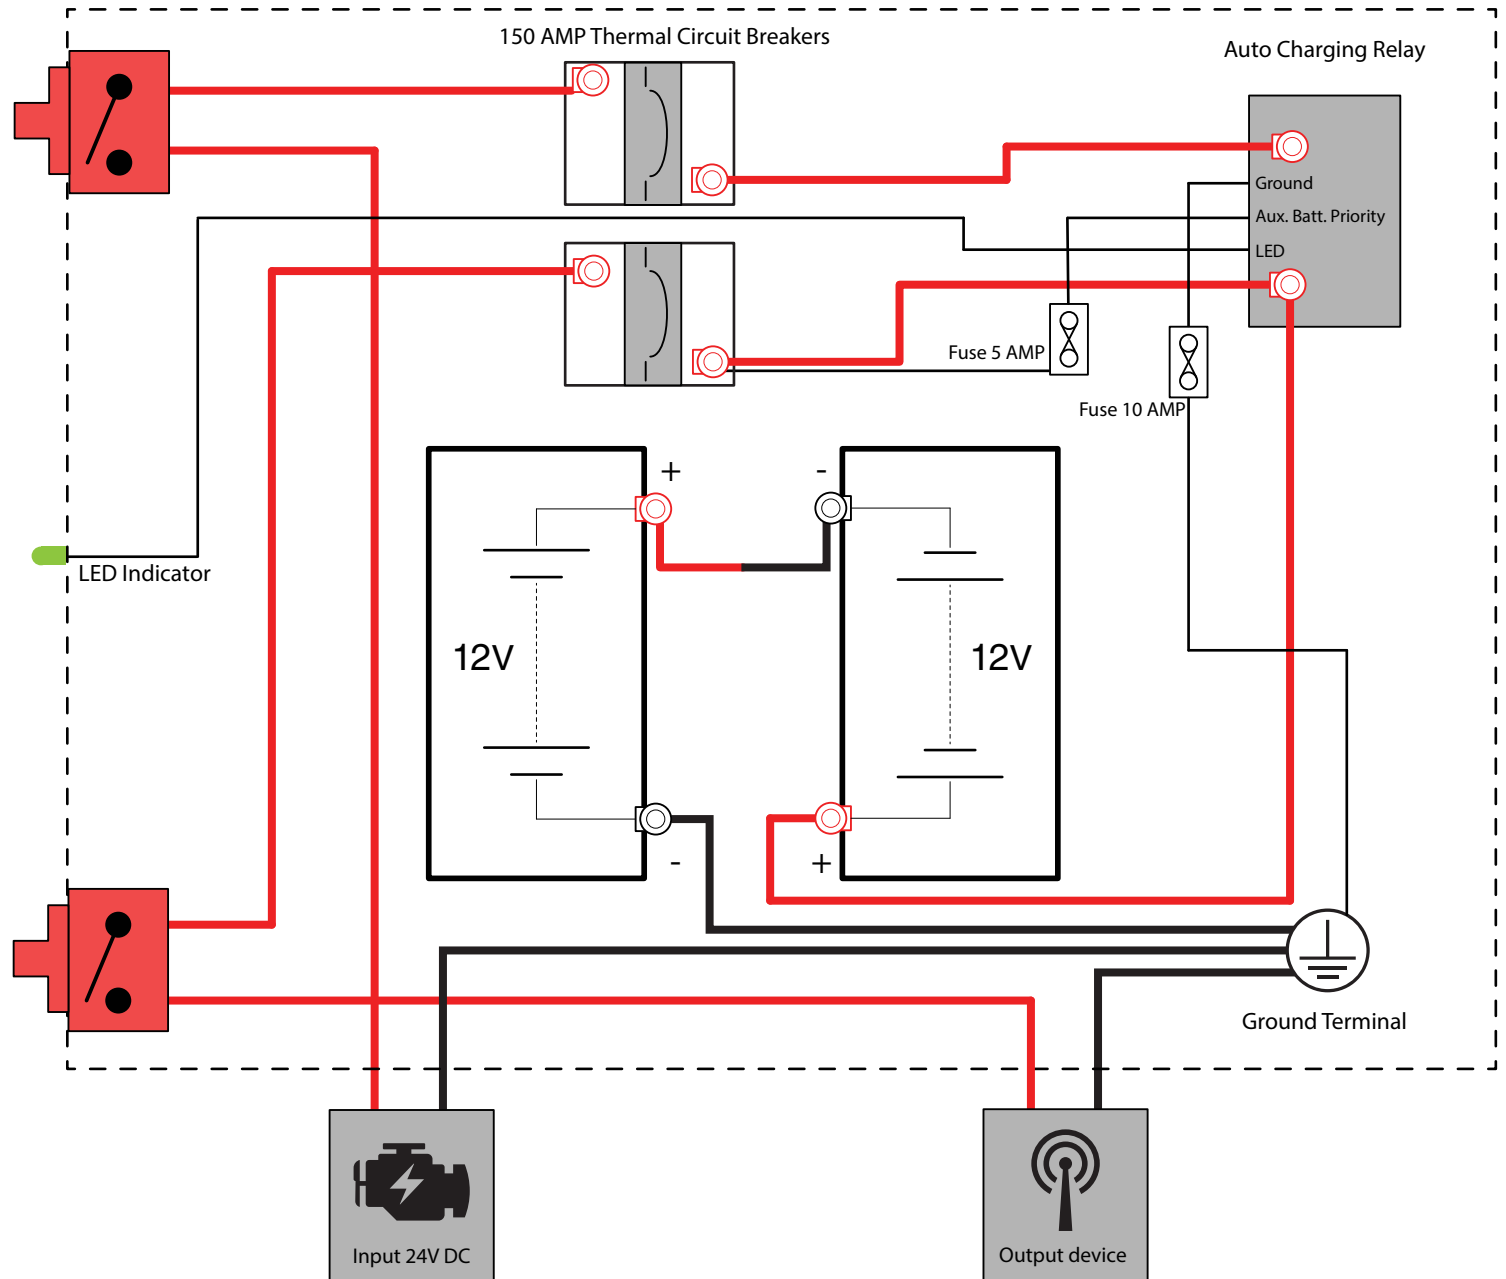 150 AMP Thermal Circuit Breakers
Auto Charging Relay
Ground
Aux. Batt. Priority
LED
Fuse 5 AMP
Fuse 10 AMP
+
-
LED Indicator
12V
12V
-
+
Ground Terminal
Input 24V DC
Output device